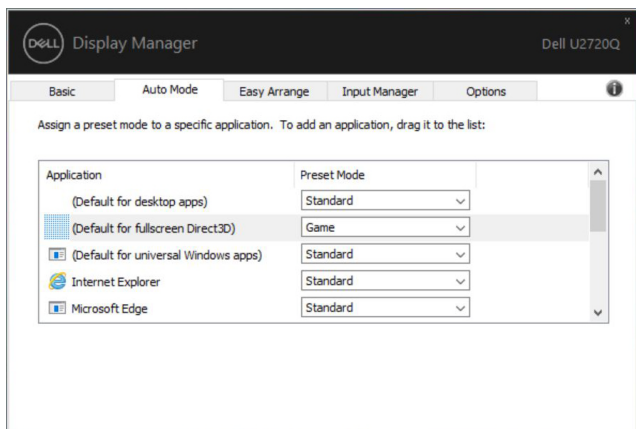 x
DELL Display Manager Dell U2720Q
Basic Auto Mode Easy Arrange Input Manager Options i
Assign a preset mode to a specific application. To add an application, drag it to the list:
Application Preset Mode
(Default for desktop apps) Standard
(Default for fullscreen Direct3D) Game
(Default for universal Windows apps) Standard
Internet Explorer Standard
Microsoft Edge Standard